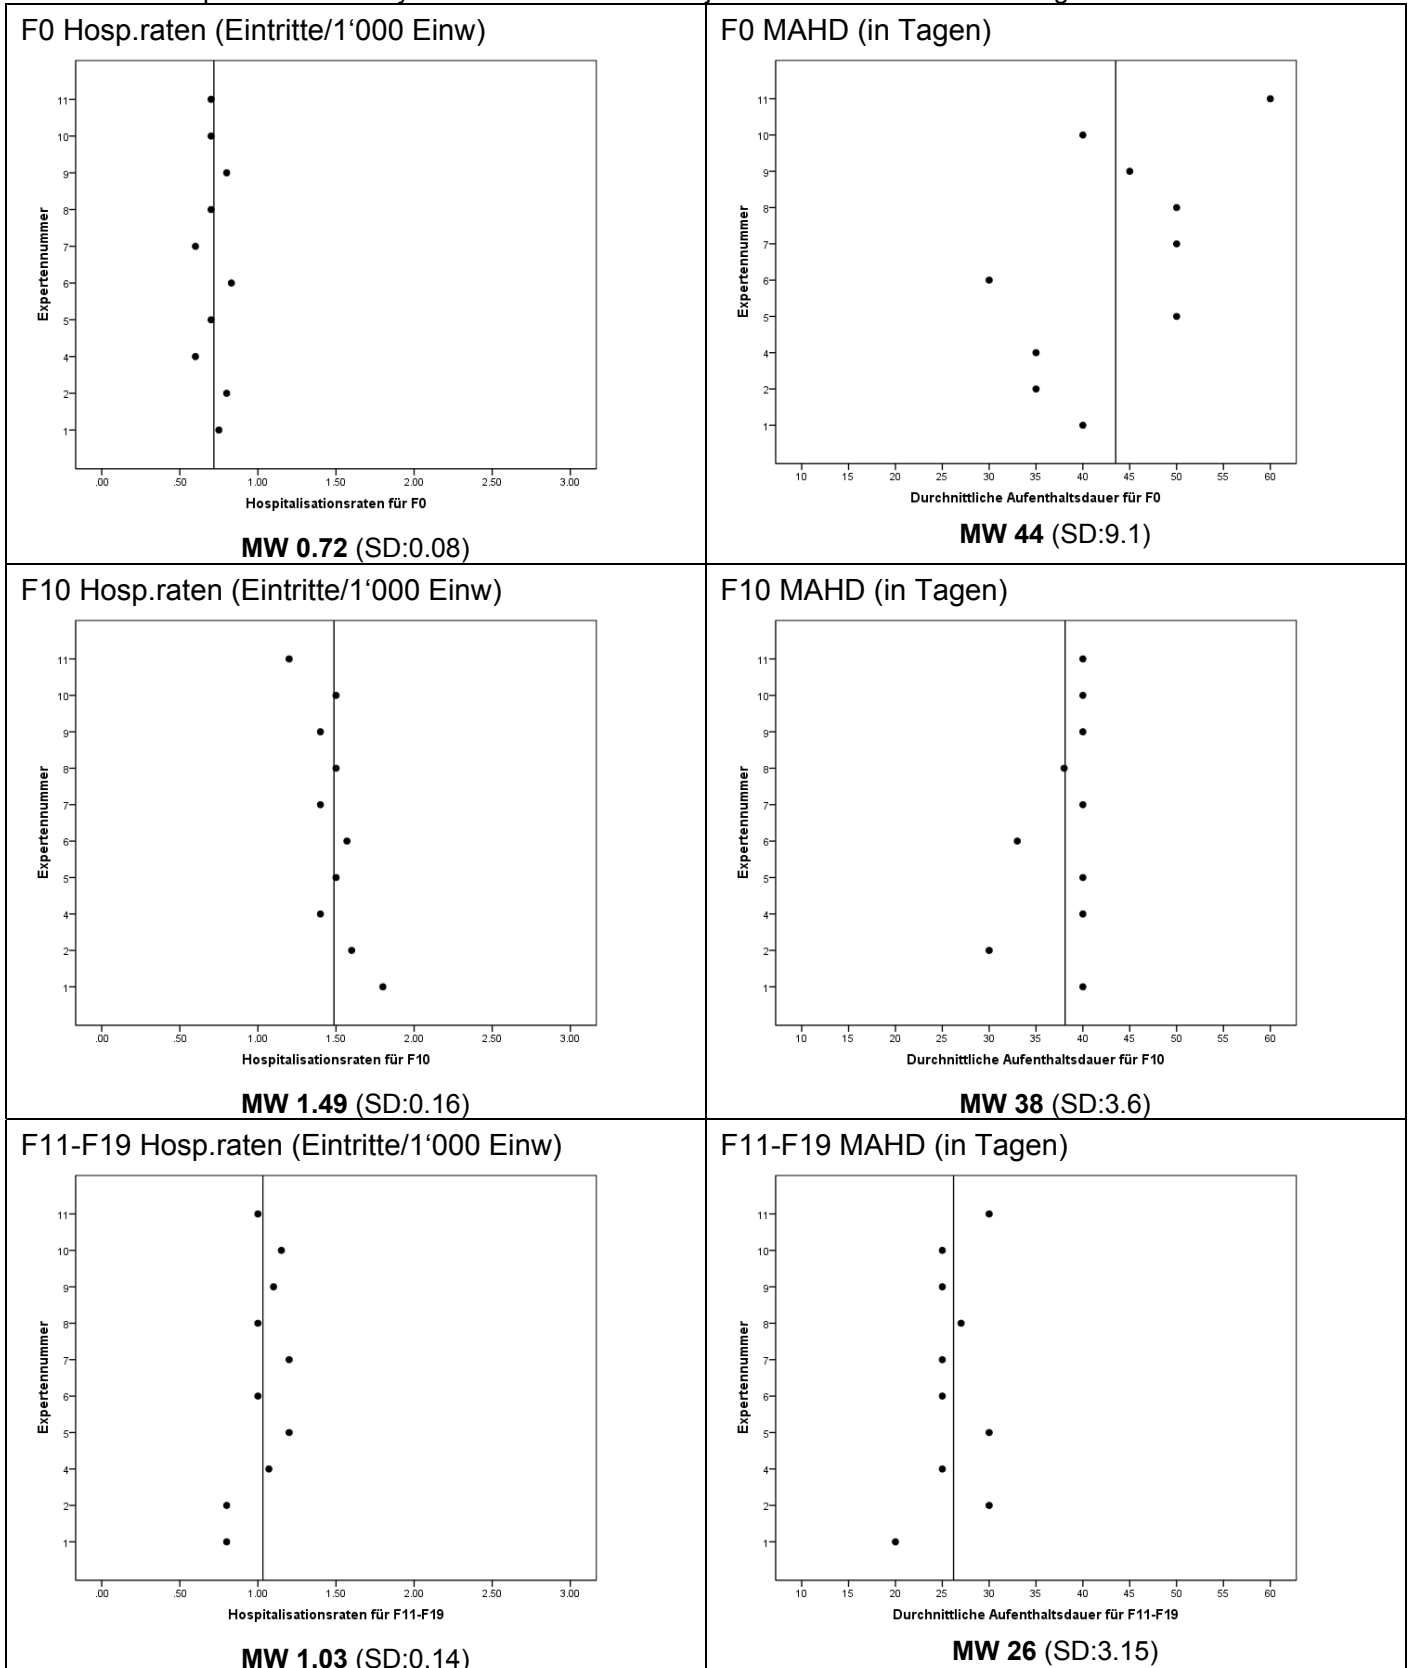 F0 Hosp.raten (Eintritte/1‘000 Einw)
11
10
9
8
7
6
5
4
2
1
Expertennummer
.00 .50 1.00 1.50 2.00 2.50 3.00
Hospitalisationsraten für F0
MW 0.72 (SD:0.08)
F0 MAHD (in Tagen)
11
10
9
8
7
6
5
4
2
1
Expertennummer
10 15 20 25 30 35 40 45 50 55 60
Durchnittliche Aufenthaltsdauer für F0
MW 44 (SD:9.1)
F10 Hosp.raten (Eintritte/1‘000 Einw)
11
10
9
8
7
6
5
4
2
1
Expertennummer
.00 .50 1.00 1.50 2.00 2.50 3.00
Hospitalisationsraten für F10
MW 1.49 (SD:0.16)
F10 MAHD (in Tagen)
11
10
9
8
7
6
5
4
2
1
Expertennummer
10 15 20 25 30 35 40 45 50 55 60
Durchnittliche Aufenthaltsdauer für F10
MW 38 (SD:3.6)
F11-F19 Hosp.raten (Eintritte/1‘000 Einw)
11
10
9
8
7
6
5
4
2
1
Expertennummer
.00 .50 1.00 1.50 2.00 2.50 3.00
Hospitalisationsraten für F11-F19
MW 1.03 (SD:0.14)
F11-F19 MAHD (in Tagen)
11
10
9
8
7
6
5
4
2
1
Expertennummer
10 15 20 25 30 35 40 45 50 55 60
Durchnittliche Aufenthaltsdauer für F11-F19
MW 26 (SD:3.15)